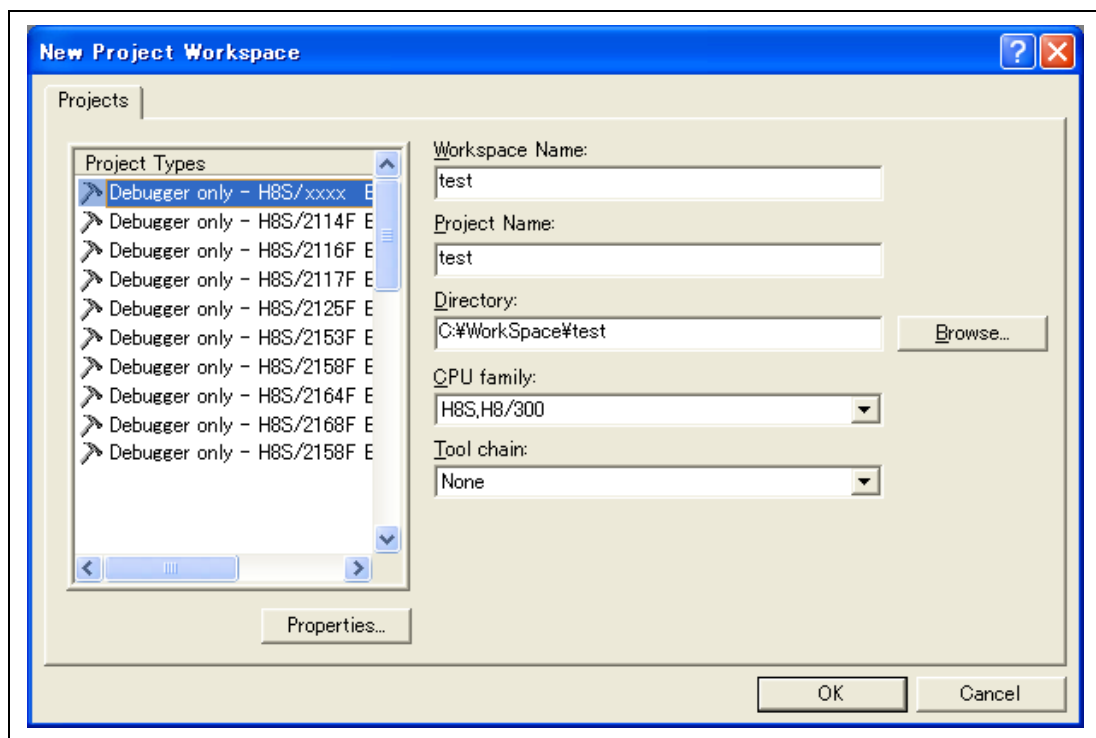 New Project Workspace
Projects
Project Types
Debugger only - H8S/xxxx E
Debugger only - H8S/2114F E
Debugger only - H8S/2116F E
Debugger only - H8S/2117F E
Debugger only - H8S/2125F E
Debugger only - H8S/2153F E
Debugger only - H8S/2158F E
Debugger only - H8S/2164F E
Debugger only - H8S/2168F E
Debugger only - H8S/2158F E
Properties...
Workspace Name:
test
Project Name:
test
Directory:
C:¥WorkSpace¥test
Browse...
CPU family:
H8S,H8/300
Tool chain:
None
OK
Cancel